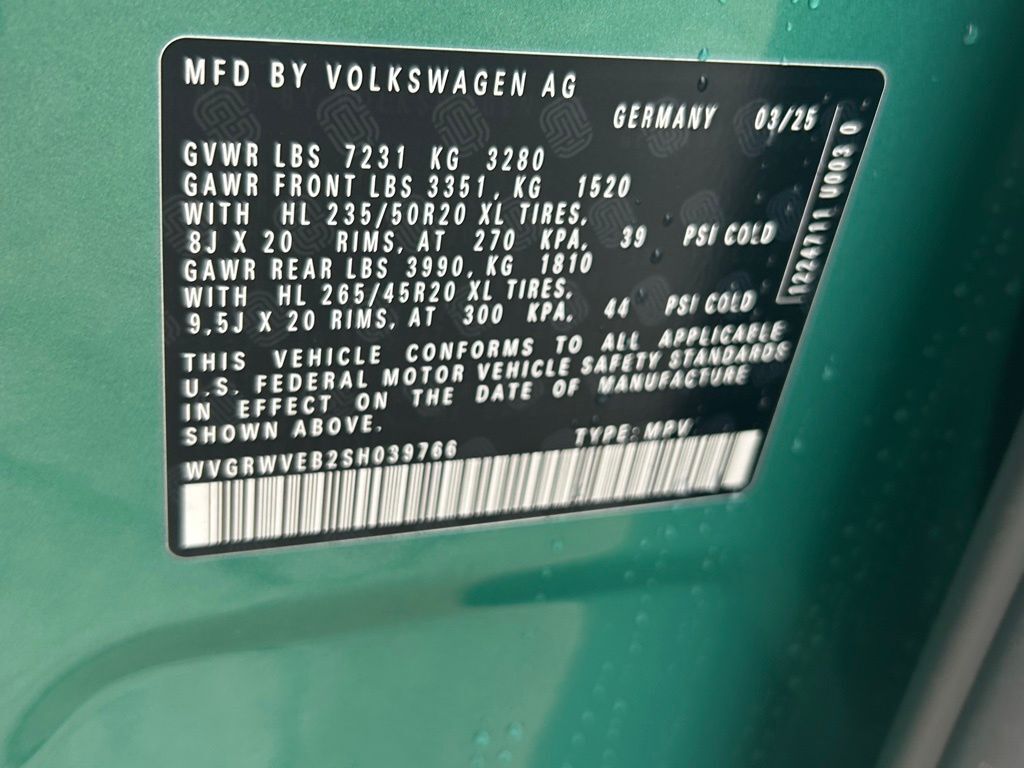 MFD BY VOLKSWAGEN AG
GERMANY 03/25
GVWR LBS 7231 KG 3280
GAWR FRONT LBS 3351, KG 1520
WITH HL 235/50R20 XL TIRES,
8J X 20 RIMS, AT 270 KPA, 39 PSI COLD
GAWR REAR LBS 3990, KG 1810
WITH HL 265/45R20 XL TIRES,
9,5J X 20 RIMS, AT 300 KPA, 44 PSI COLD
THIS VEHICLE CONFORMS TO ALL APPLICABLE
U.S. FEDERAL MOTOR VEHICLE SAFETY STANDARDS
IN EFFECT ON THE DATE OF MANUFACTURE
SHOWN ABOVE.
WVGRWVEB2SH039766 TYPE: MPV